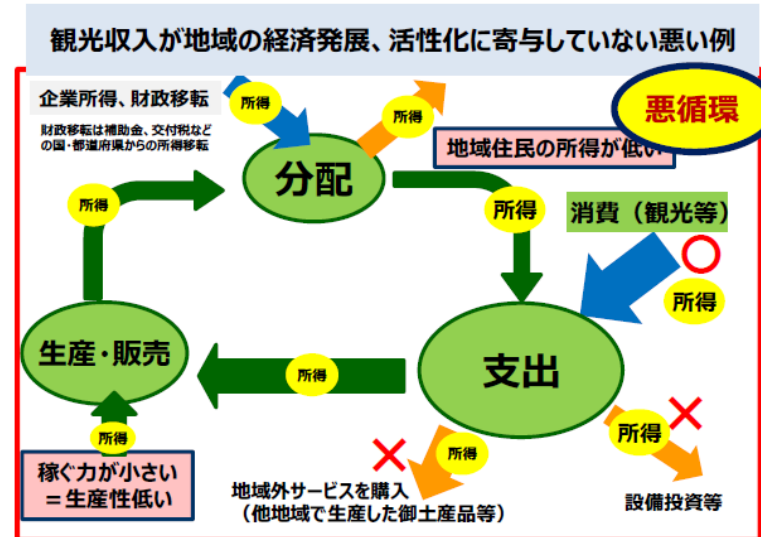 観光収入が地域の経済発展、活性化に寄与していない悪い例
悪循環
企業所得、財政移転
財政移転は補助金、交付税など
の国・都道府県からの所得移転
所得
所得
分配
地域住民の所得が低い
所得
所得
消費（観光等）
所得
生産・販売
所得
支出
所得
稼ぐ力が小さい
＝生産性低い
所得
所得
地域外サービスを購入
（他地域で生産した御土産品等）
設備投資等